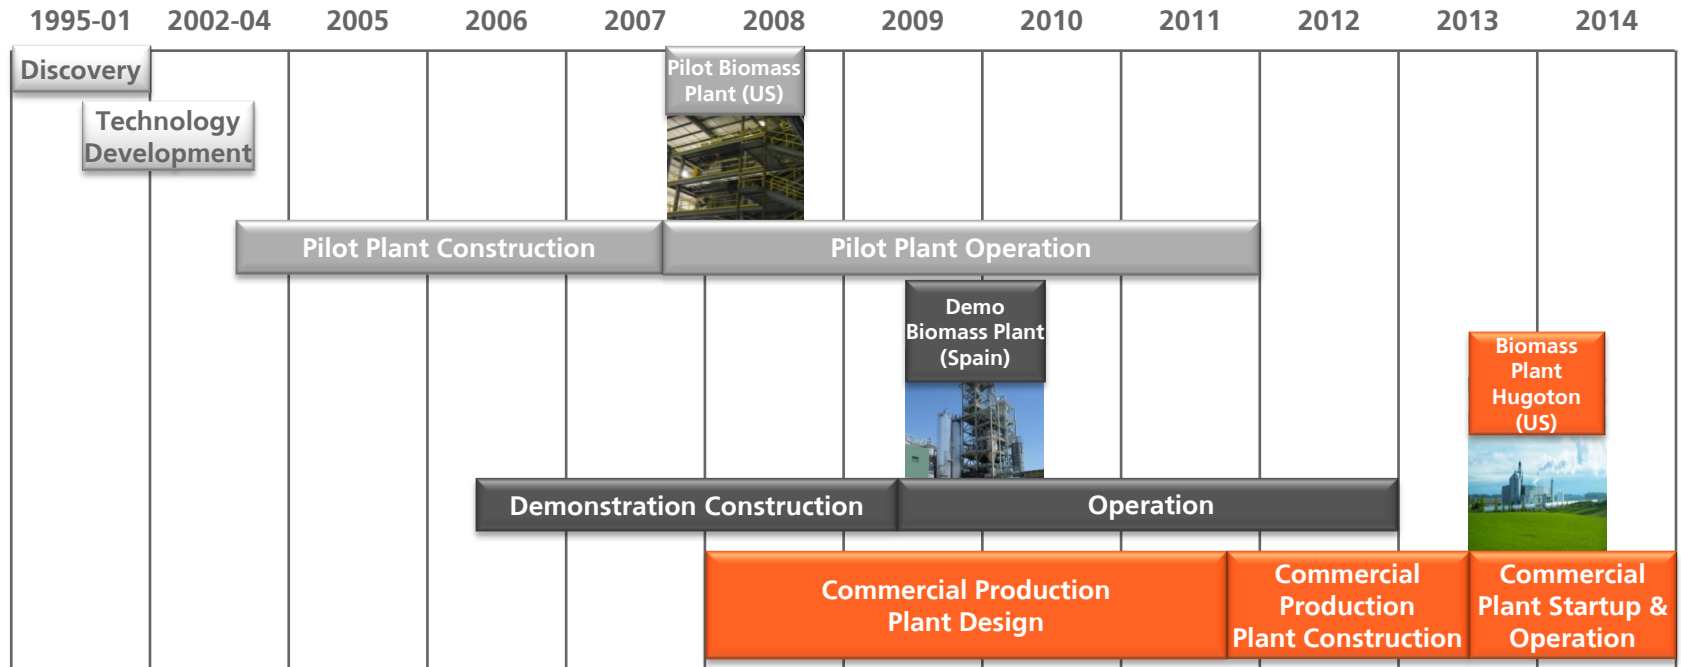 1995-01 2002-04 2005 2006 2007 2008 2009 2010 2011 2012 2013 2014
Discovery
Technology
Development
Pilot Biomass
Plant (US)
Pilot Plant Construction
Pilot Plant Operation
Demo
Biomass Plant
(Spain)
Biomass
Plant
Hugoton
(US)
Demonstration Construction
Operation
Commercial Production
Plant Design
Commercial
Production
Plant Construction
Commercial
Plant Startup &
Operation